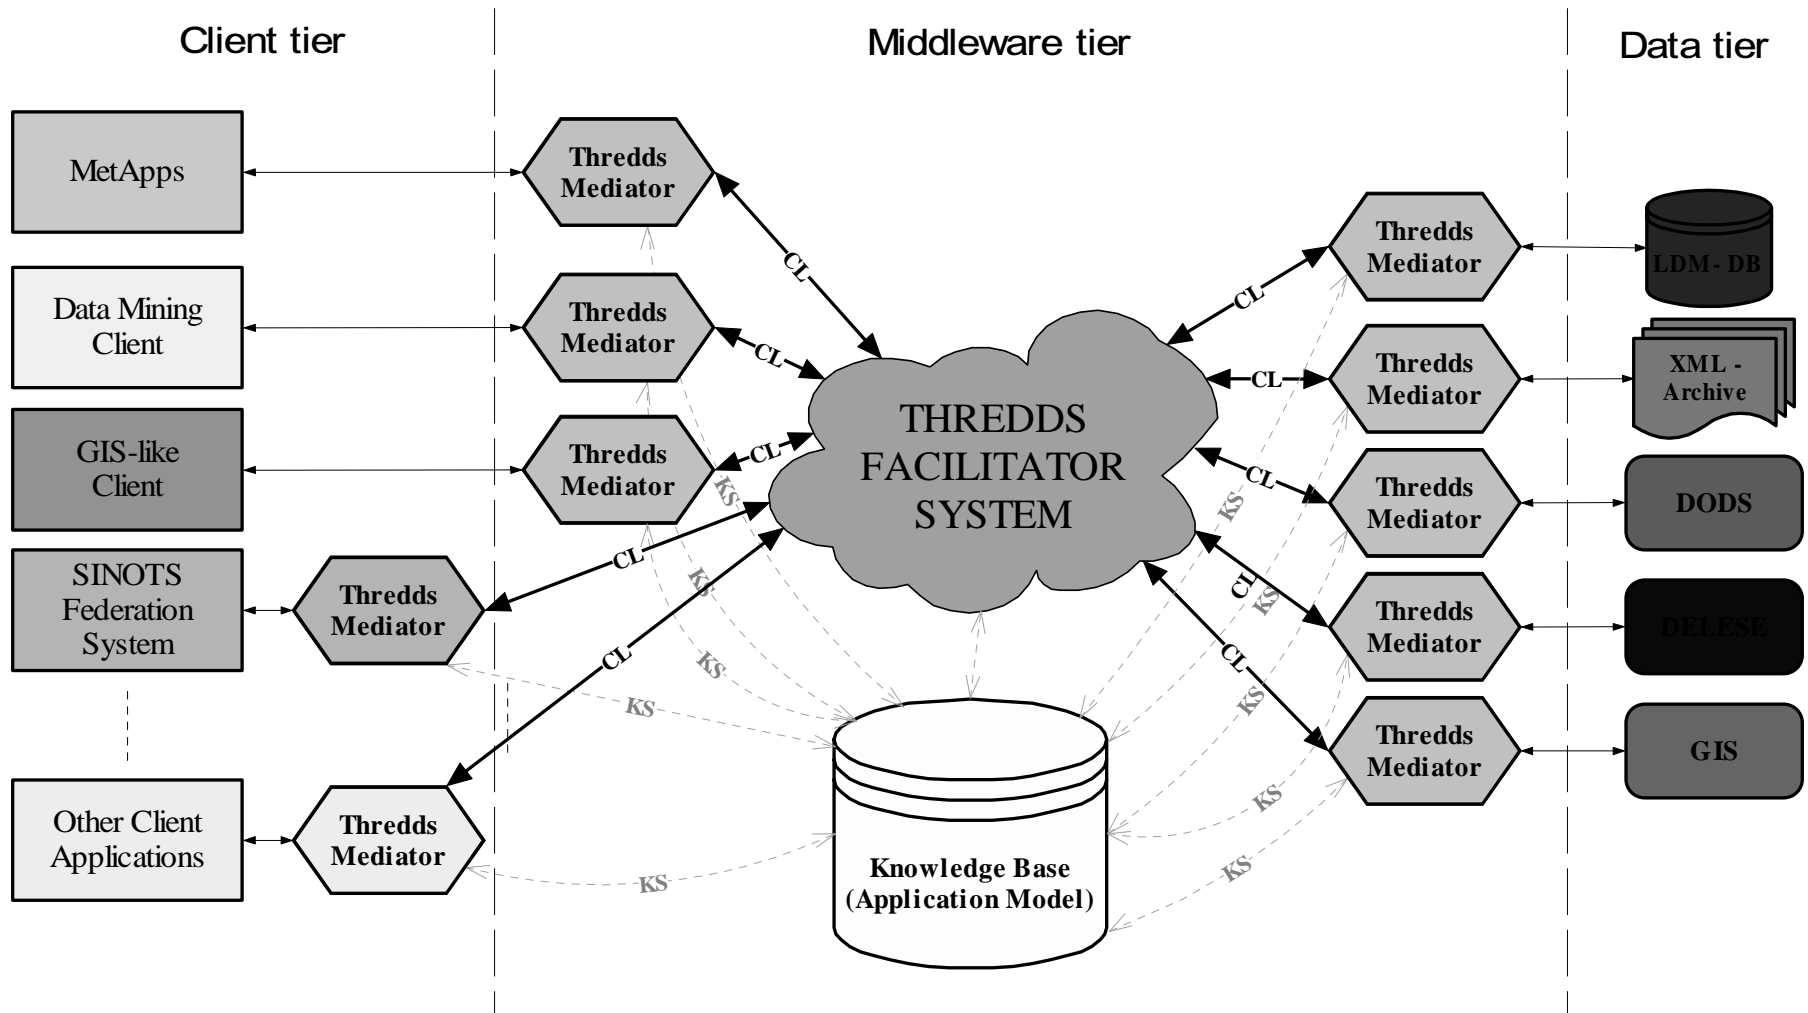 Client tier
Middleware tier
Data tier
MetApps
Thredds
Mediator
CL
Thredds
Mediator
LDM- DB
Data Mining
Client
Thredds
Mediator
CL
CL
CL
Thredds
Mediator
XML -
Archive
GIS-like
Client
Thredds
Mediator
CL
KS
THREDDS
FACILITATOR
SYSTEM
KS
CL
Thredds
Mediator
DODS
SINOTS
Federation
System
Thredds
Mediator
CL
KS
CL
KS
Thredds
Mediator
DELESE
CL
KS
KS
CL
KS
Thredds
Mediator
GIS
Other Client
Applications
Thredds
Mediator
KS
Knowledge Base
(Application Model)
KS
KS